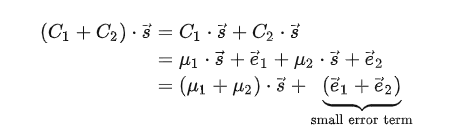 (C₁ + C₂) · s⃗ = C₁ · s⃗ + C₂ · s⃗
= μ₁ · s⃗ + e⃗₁ + μ₂ · s⃗ + e⃗₂
= (μ₁ + μ₂) · s⃗ + (e⃗₁ + e⃗₂)
small error term